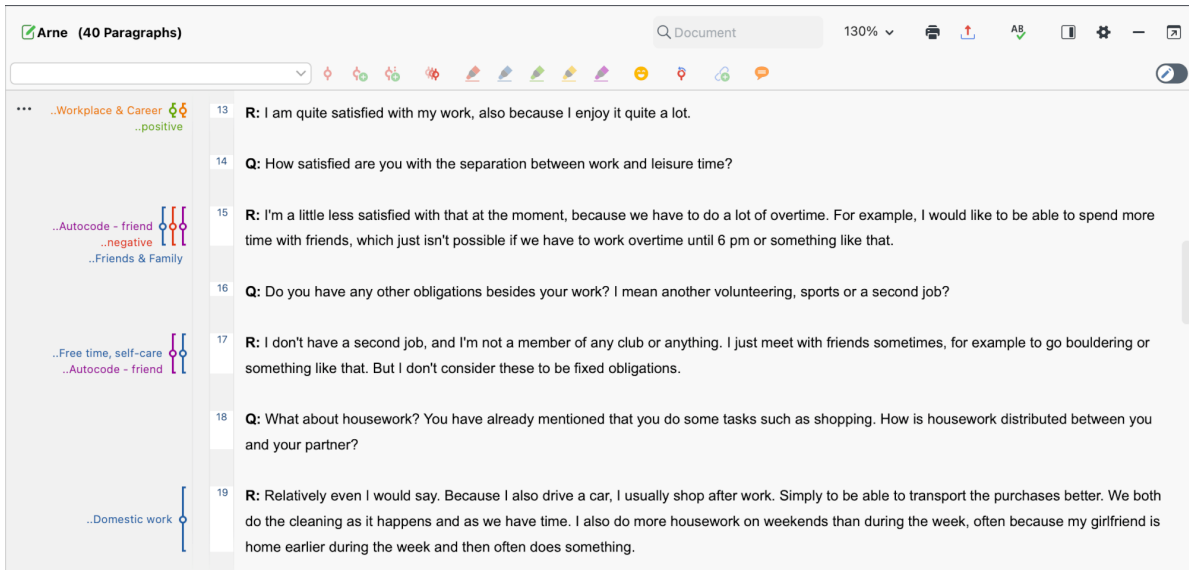 Arne (40 Paragraphs)
Document
130%
AB
..Workplace & Career
..positive
13 R: I am quite satisfied with my work, also because I enjoy it quite a lot.
14 Q: How satisfied are you with the separation between work and leisure time?
..Autocode - friend
..negative
..Friends & Family
15 R: I'm a little less satisfied with that at the moment, because we have to do a lot of overtime. For example, I would like to be able to spend more
time with friends, which just isn't possible if we have to work overtime until 6 pm or something like that.
16 Q: Do you have any other obligations besides your work? I mean another volunteering, sports or a second job?
..Free time, self-care
..Autocode - friend
17 R: I don't have a second job, and I'm not a member of any club or anything. I just meet with friends sometimes, for example to go bouldering or
something like that. But I don't consider these to be fixed obligations.
18 Q: What about housework? You have already mentioned that you do some tasks such as shopping. How is housework distributed between you
and your partner?
..Domestic work
19 R: Relatively even I would say. Because I also drive a car, I usually shop after work. Simply to be able to transport the purchases better. We both
do the cleaning as it happens and as we have time. I also do more housework on weekends than during the week, often because my girlfriend is
home earlier during the week and then often does something.